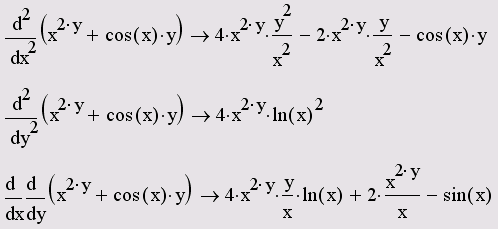 d²/dx² (x^(2·y) + cos(x)·y) → 4·x^(2·y)·y²/x² − 2·x^(2·y)·y/x² − cos(x)·y
d²/dy² (x^(2·y) + cos(x)·y) → 4·x^(2·y)·ln(x)²
d/dx d/dy (x^(2·y) + cos(x)·y) → 4·x^(2·y)·y/x·ln(x) + 2·x^(2·y)/x − sin(x)